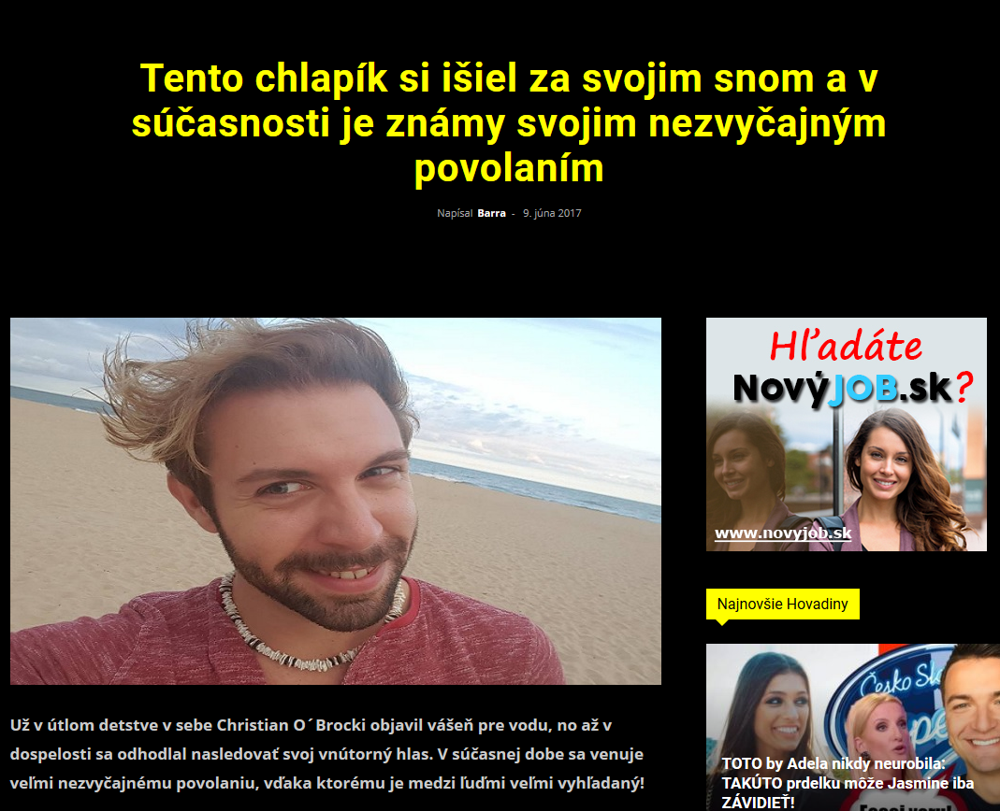 Tento chlapík si išiel za svojim snom a v
súčasnosti je známy svojim nezvyčajným
povolaním
Napísal Barra - 9. júna 2017
Hľadáte
NovýJOB.sk?
www.novyjob.sk
Už v útlom detstve v sebe Christian O´Brocki objavil vášeň pre vodu, no až v
dospelosti sa odhodlal nasledovať svoj vnútorný hlas. V súčasnej dobe sa venuje
veľmi nezvyčajnému povolaniu, vďaka ktorému je medzi ľuďmi veľmi vyhľadaný!
Najnovšie Hovadiny
Česko Slo
TOTO by Adela nikdy neurobila:
TAKÚTO prdelku môže Jasmine iba
ZÁVIDIEŤ!